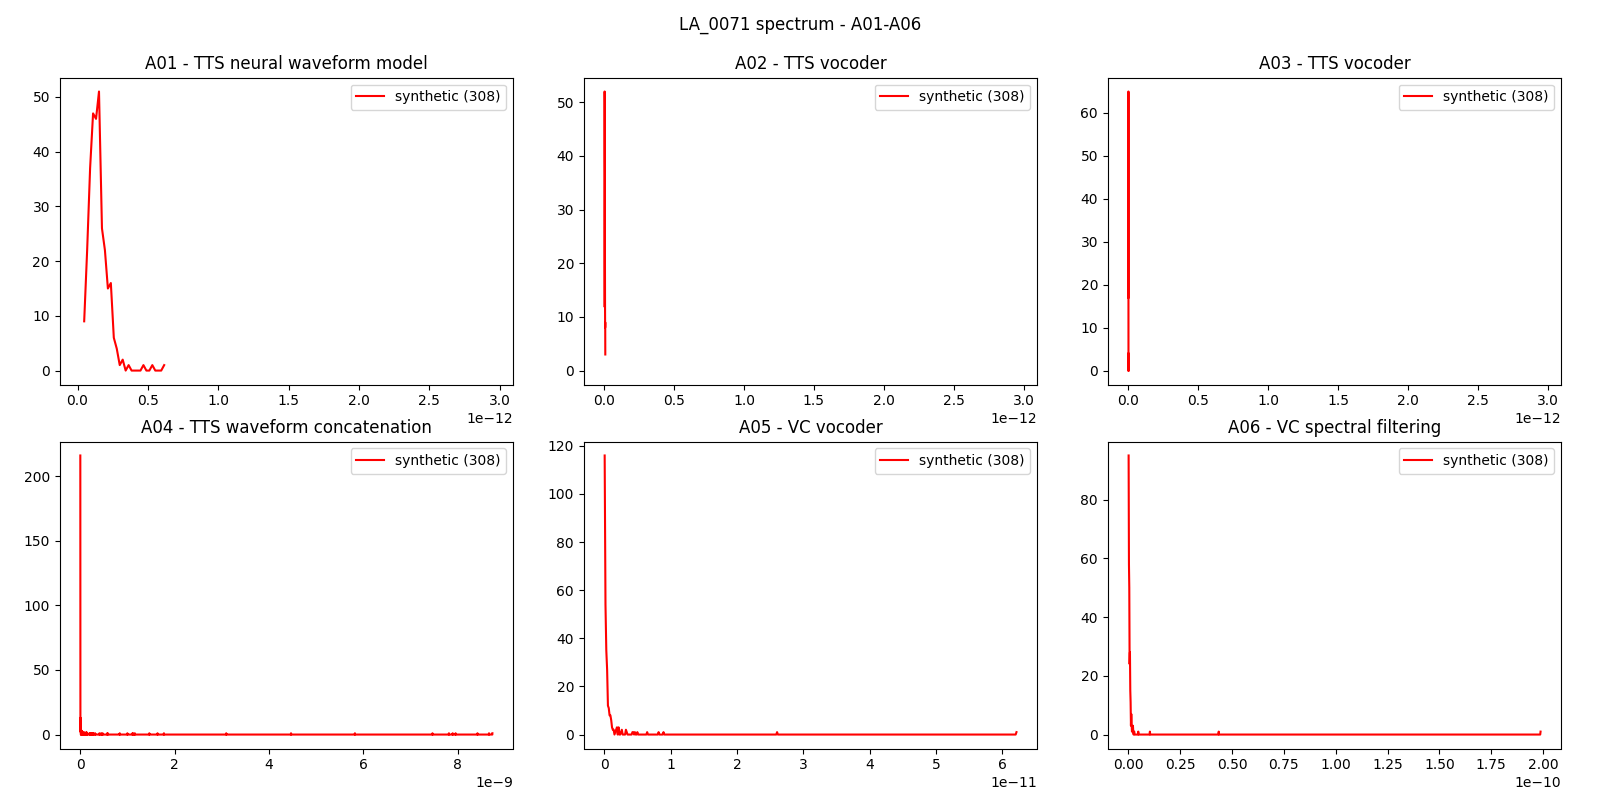 LA_0071 spectrum - A01-A06
A01 - TTS neural waveform model
synthetic (308)
50
40
30
20
10
0
0.0 0.5 1.0 1.5 2.0 2.5 3.0
1e−12
A02 - TTS vocoder
synthetic (308)
50
40
30
20
10
0
0.0 0.5 1.0 1.5 2.0 2.5 3.0
1e−12
A03 - TTS vocoder
synthetic (308)
60
50
40
30
20
10
0
0.0 0.5 1.0 1.5 2.0 2.5 3.0
1e−12
A04 - TTS waveform concatenation
synthetic (308)
200
150
100
50
0
0 2 4 6 8
1e−9
A05 - VC vocoder
synthetic (308)
120
100
80
60
40
20
0
0 1 2 3 4 5 6
1e−11
A06 - VC spectral filtering
synthetic (308)
80
60
40
20
0
0.00 0.25 0.50 0.75 1.00 1.25 1.50 1.75 2.00
1e−10